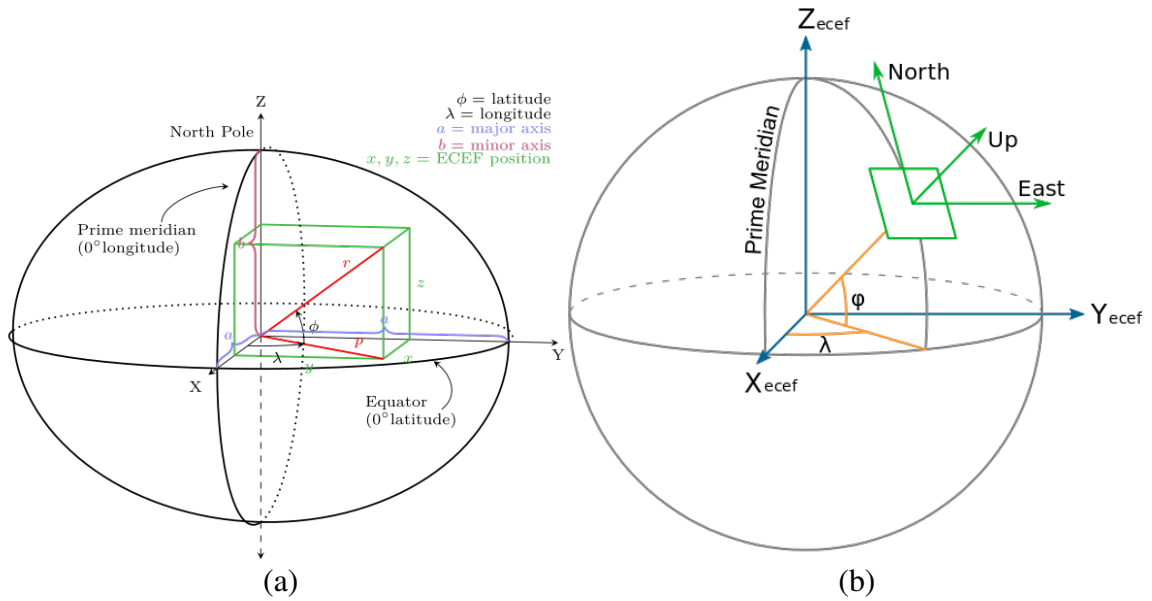 Z
North Pole
ϕ = latitude
λ = longitude
a = major axis
b = minor axis
x, y, z = ECEF position
Prime meridian
(0°longitude)
b
r
z
a
a
ϕ
p
λ
x
y
X
Y
Equator
(0°latitude)
(a)
Zecef
North
Up
East
Prime Meridian
φ
λ
Yecef
Xecef
(b)